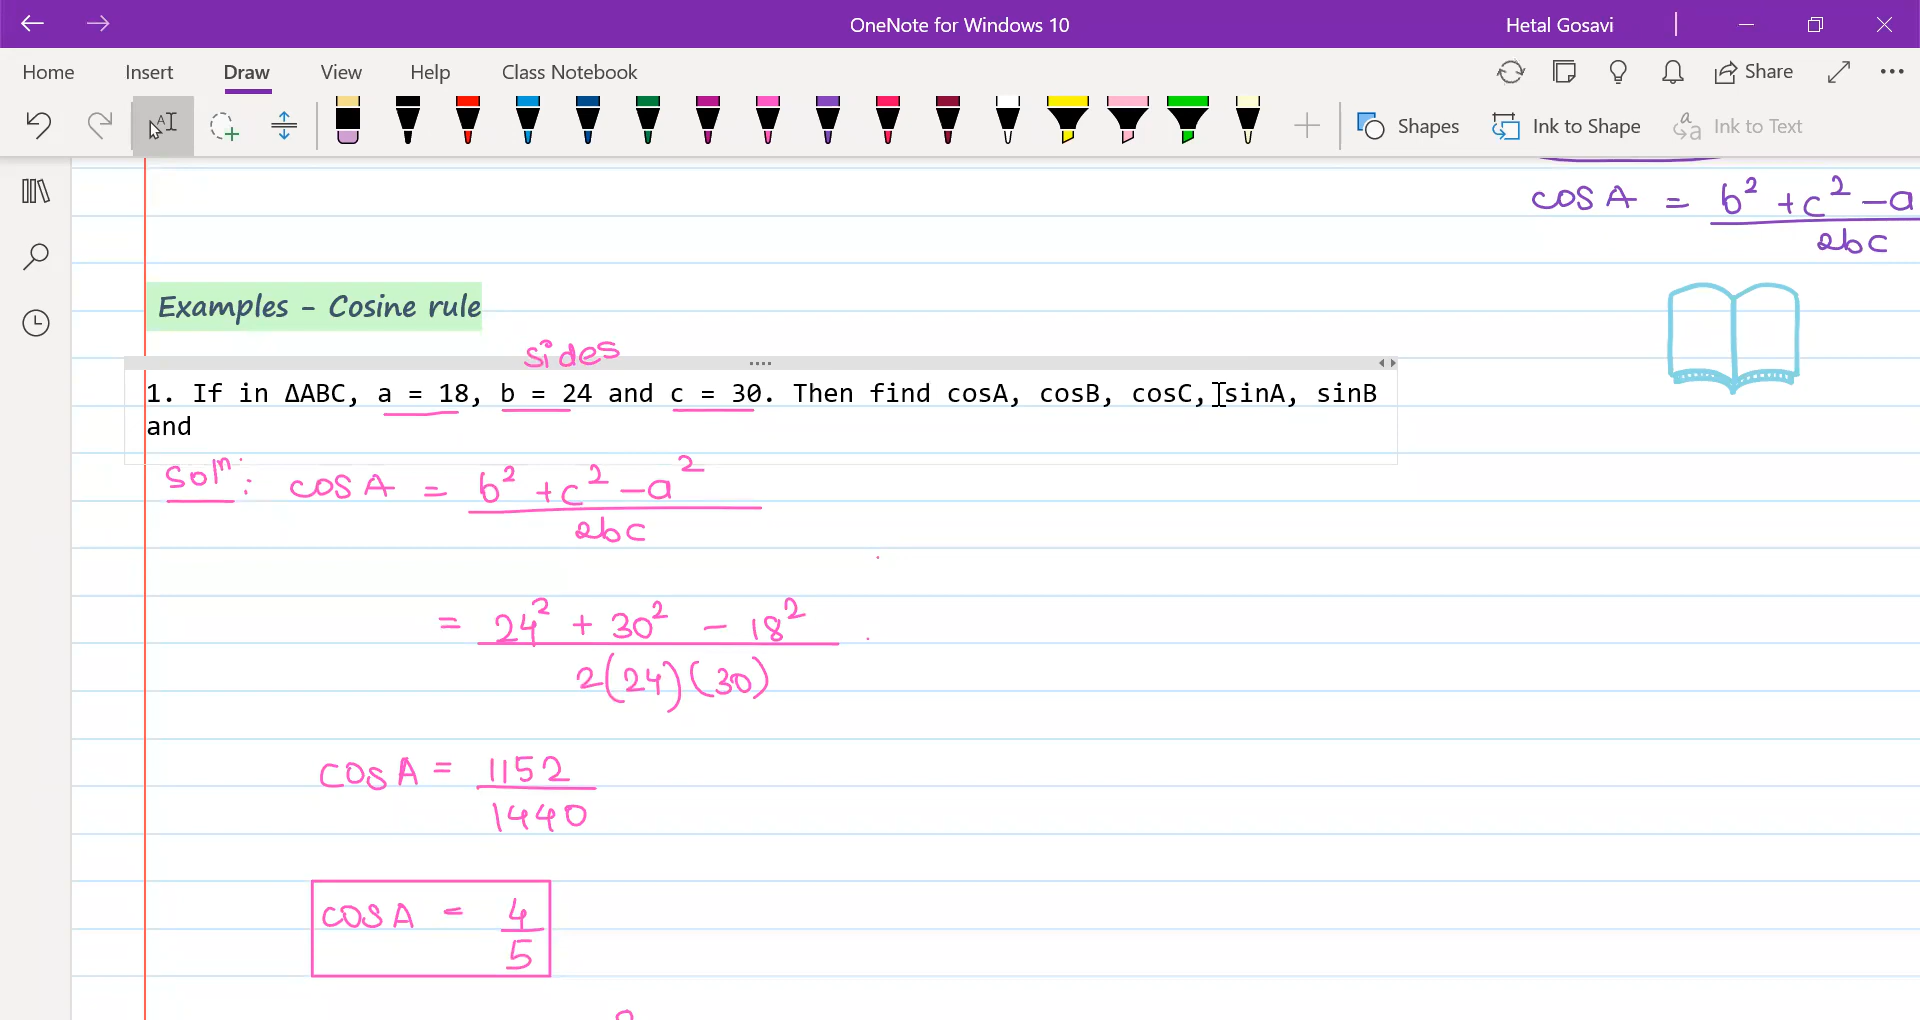 OneNote for Windows 10
Hetal Gosavi
Home Insert Draw View Help Class Notebook
Share
Shapes Ink to Shape Ink to Text
cos A = b² + c² - a
2bc
Examples - Cosine rule
sides
1. If in ΔABC, a = 18, b = 24 and c = 30. Then find cosA, cosB, cosC, sinA, sinB
and
Solⁿ: cos A = b² + c² - a²
2bc
= 24² + 30² - 18²
2(24)(30)
cos A = 1152
1440
cos A = 4
5